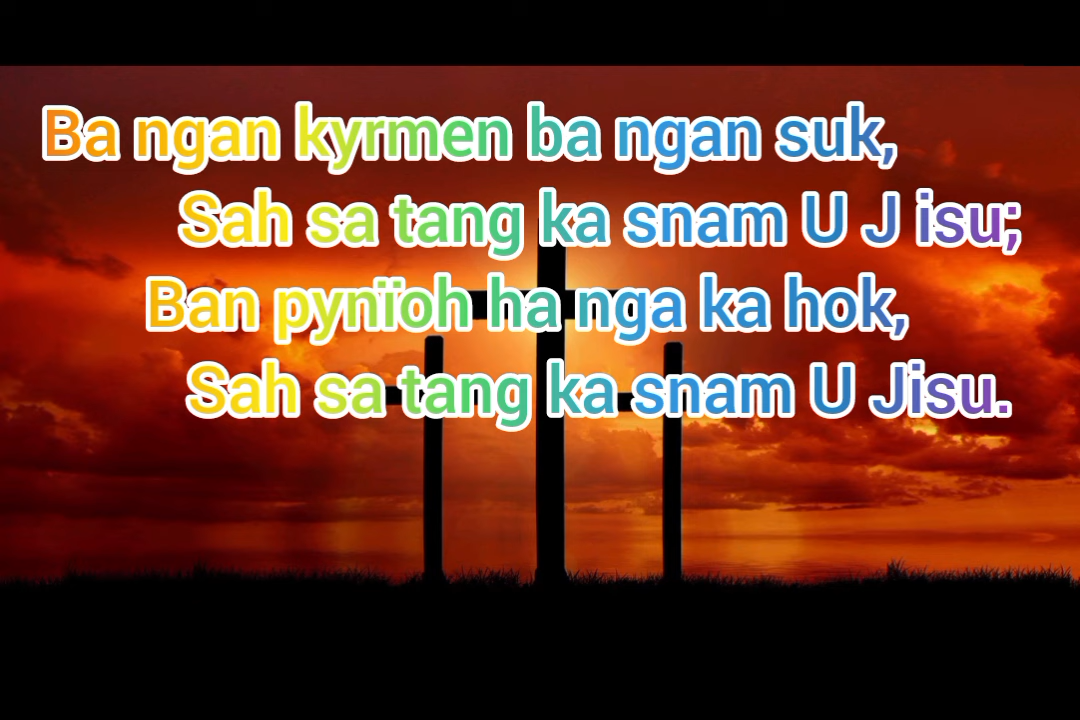 Ba ngan kyrmen ba ngan suk,
Sah sa tang ka snam U J isu;
Ban pynïoh ha nga ka hok,
Sah sa tang ka snam U Jisu.